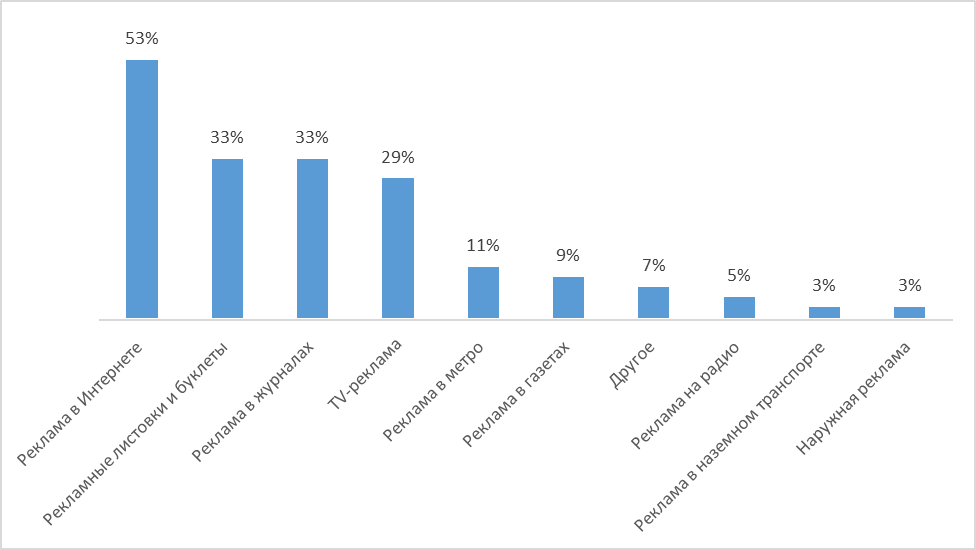 53%
33%
33%
29%
11%
9%
7%
5%
3%
3%
Реклама в Интернете
Рекламные листовки и буклеты
Реклама в журналах
TV-реклама
Реклама в метро
Реклама в газетах
Другое
Реклама на радио
Реклама в наземном транспорте
Наружная реклама